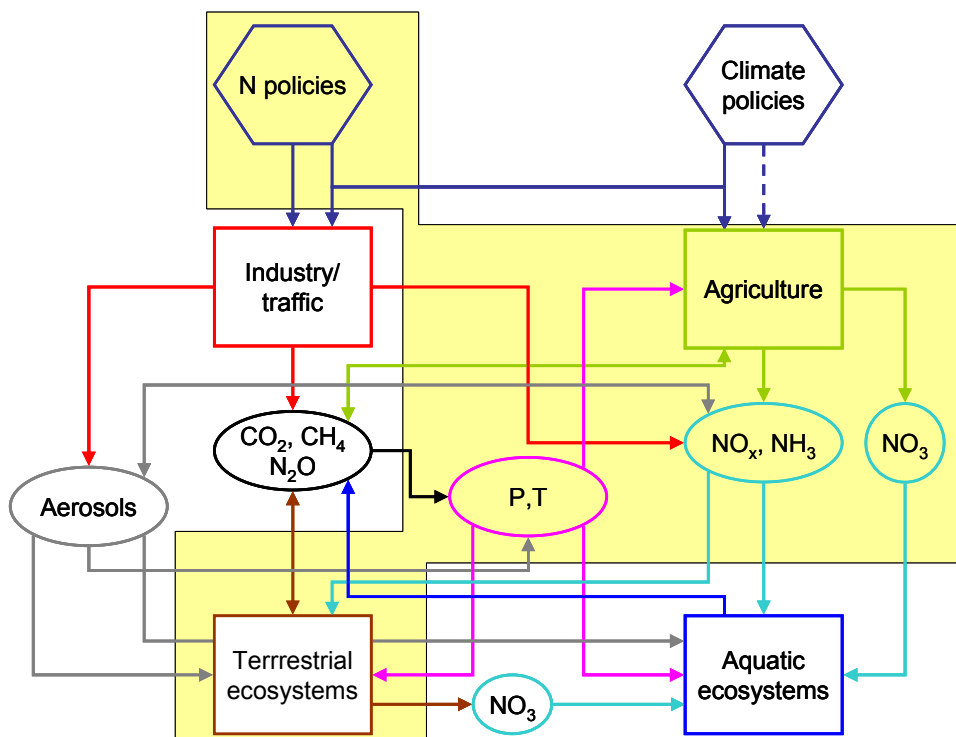 N policies
Climate
policies
Industry/
traffic
Agriculture
CO₂, CH₄
N₂O
NOₓ, NH₃
NO₃
Aerosols
P,T
Terrrestrial
ecosystems
NO₃
Aquatic
ecosystems